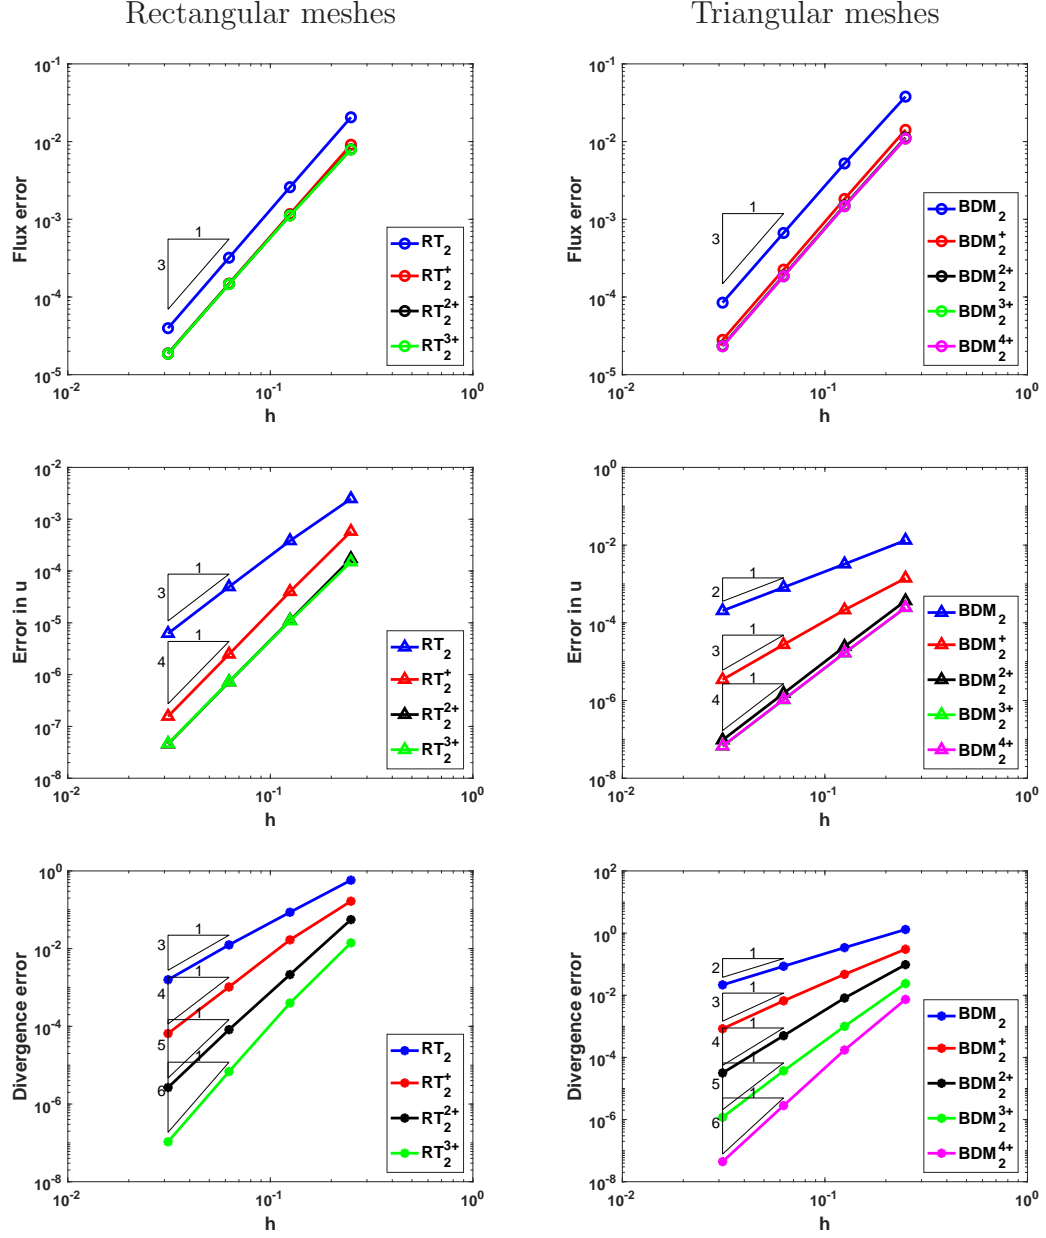 Rectangular meshes
Triangular meshes
10^-1
10^-2
10^-3
10^-4
10^-5
Flux error
1
3
RT_2
RT_2^+
RT_2^2+
RT_2^3+
10^-2
10^-1
10^0
h
10^-1
10^-2
10^-3
10^-4
10^-5
Flux error
1
3
BDM_2
BDM_2^+
BDM_2^2+
BDM_2^3+
BDM_2^4+
10^-2
10^-1
10^0
h
10^-2
10^-3
10^-4
10^-5
10^-6
10^-7
10^-8
Error in u
1
3
1
4
RT_2
RT_2^+
RT_2^2+
RT_2^3+
10^-2
10^-1
10^0
h
10^0
10^-2
10^-4
10^-6
10^-8
Error in u
1
2
1
3
1
4
BDM_2
BDM_2^+
BDM_2^2+
BDM_2^3+
BDM_2^4+
10^-2
10^-1
10^0
h
10^0
10^-2
10^-4
10^-6
10^-8
Divergence error
1
3
1
4
1
5
1
6
RT_2
RT_2^+
RT_2^2+
RT_2^3+
10^-2
10^-1
10^0
h
10^2
10^0
10^-2
10^-4
10^-6
10^-8
Divergence error
1
2
1
3
1
4
1
5
1
6
BDM_2
BDM_2^+
BDM_2^2+
BDM_2^3+
BDM_2^4+
10^-2
10^-1
10^0
h